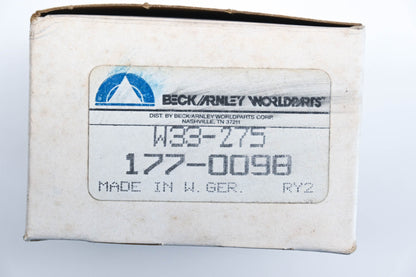 BECK/ARNLEY WORLDPARTS
DIST. BY BECK/ARNLEY WORLDPARTS CORP.
NASHVILLE, TN 37211
W33-275
177-0098
MADE IN W. GER. RY2